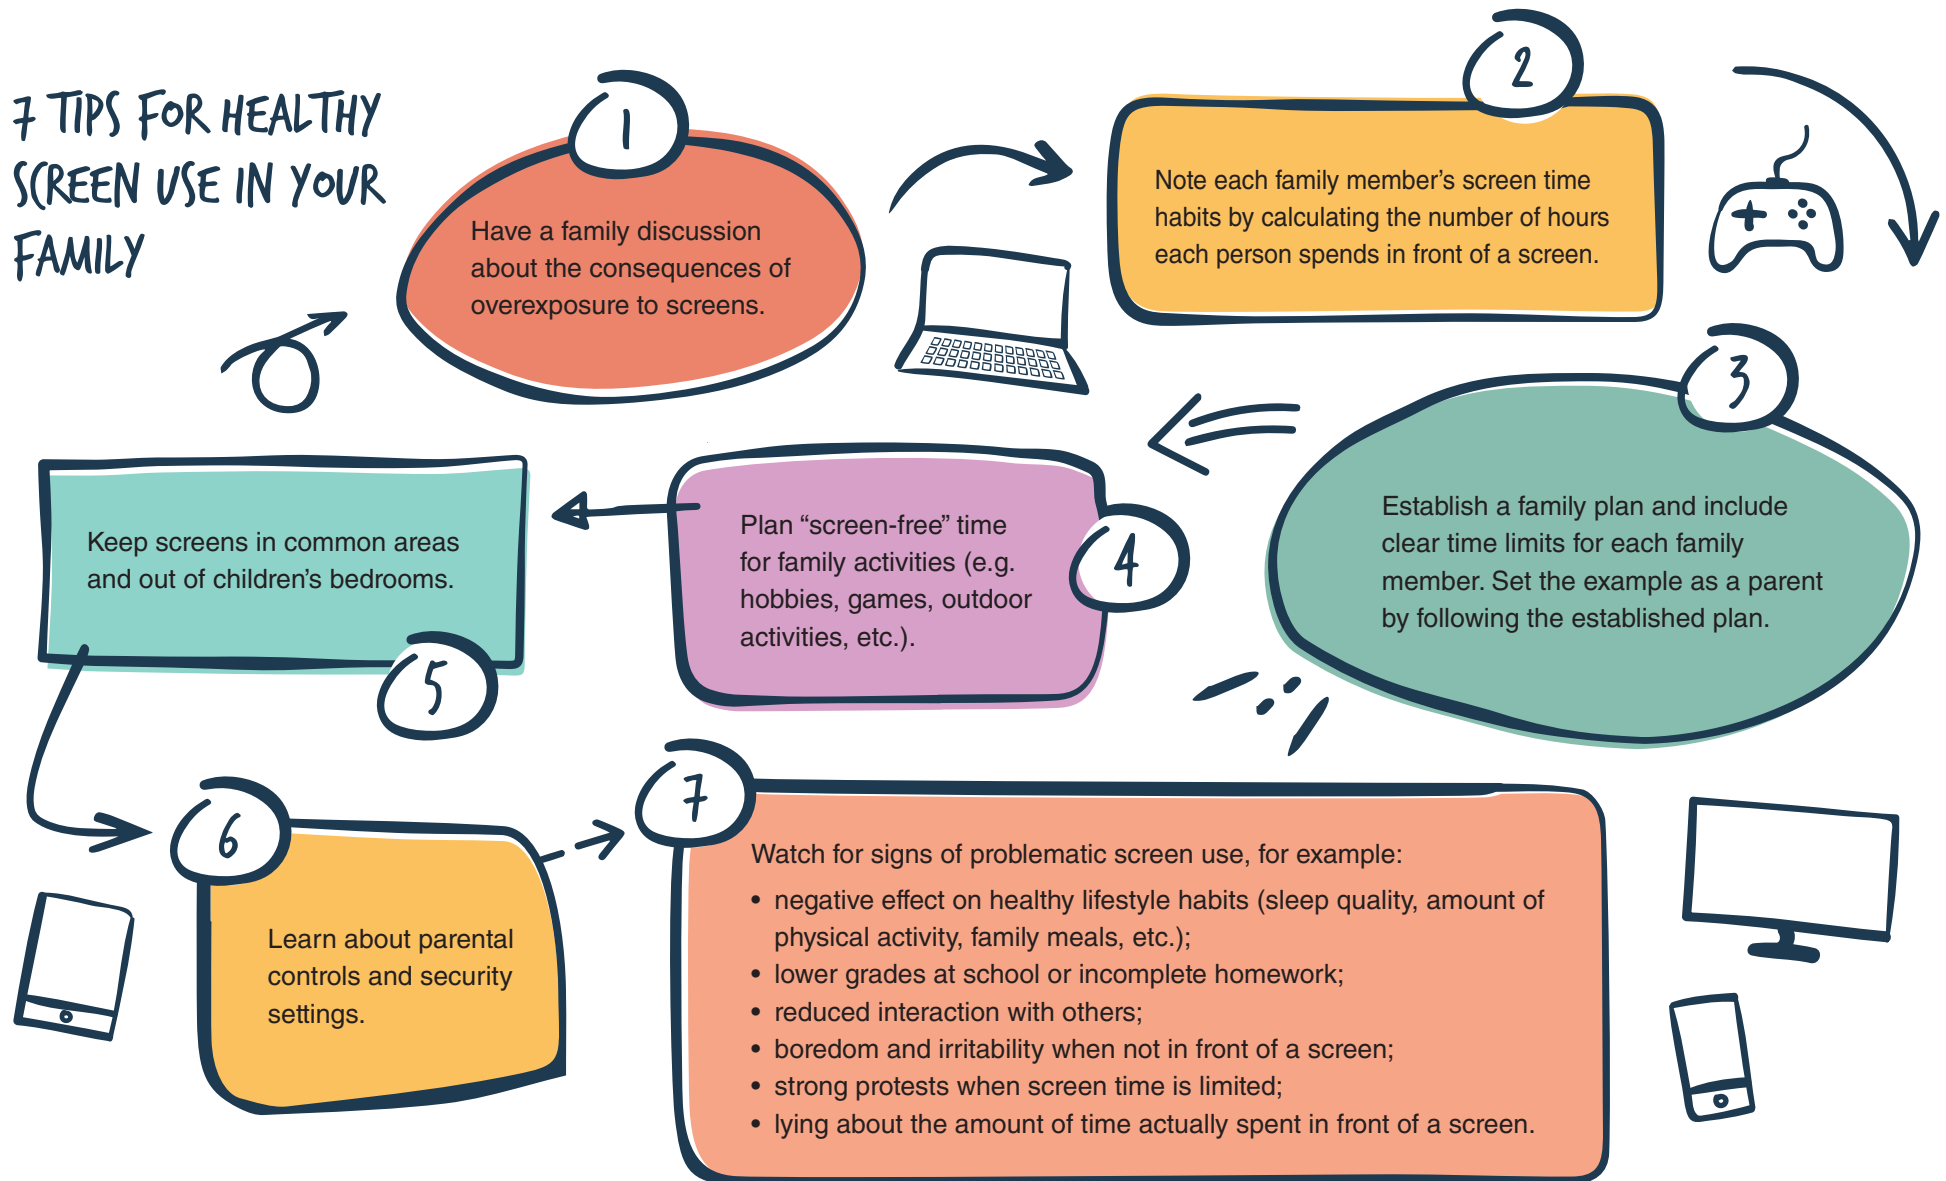 7 TIPS FOR HEALTHY
SCREEN USE IN YOUR
FAMILY
1
Have a family discussion
about the consequences of
overexposure to screens.
2
Note each family member’s screen time
habits by calculating the number of hours
each person spends in front of a screen.
3
Establish a family plan and include
clear time limits for each family
member. Set the example as a parent
by following the established plan.
4
Plan “screen-free” time
for family activities (e.g.
hobbies, games, outdoor
activities, etc.).
5
Keep screens in common areas
and out of children’s bedrooms.
6
Learn about parental
controls and security
settings.
7
Watch for signs of problematic screen use, for example:
• negative effect on healthy lifestyle habits (sleep quality, amount of
physical activity, family meals, etc.);
• lower grades at school or incomplete homework;
• reduced interaction with others;
• boredom and irritability when not in front of a screen;
• strong protests when screen time is limited;
• lying about the amount of time actually spent in front of a screen.